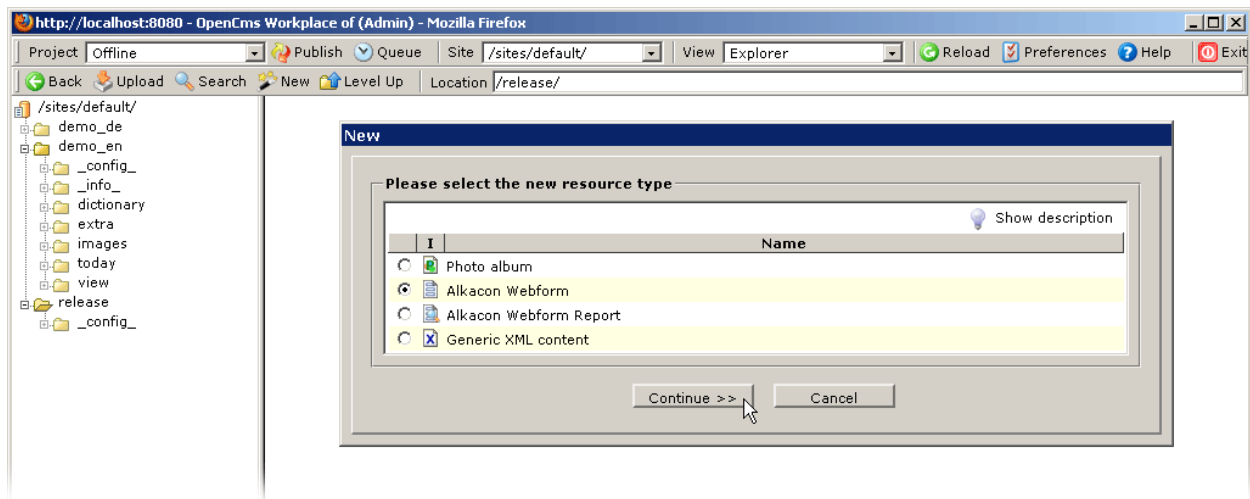 http://localhost:8080 - OpenCms Workplace of (Admin) - Mozilla Firefox
Project Offline Publish Queue Site /sites/default/ View Explorer Reload Preferences Help Exit
Back Upload Search New Level Up Location /release/
/sites/default/
demo_de
demo_en
_config_
_info_
dictionary
extra
images
today
view
release
_config_
New
Please select the new resource type
Show description
I Name
Photo album
Alkacon Webform
Alkacon Webform Report
Generic XML content
Continue >> Cancel